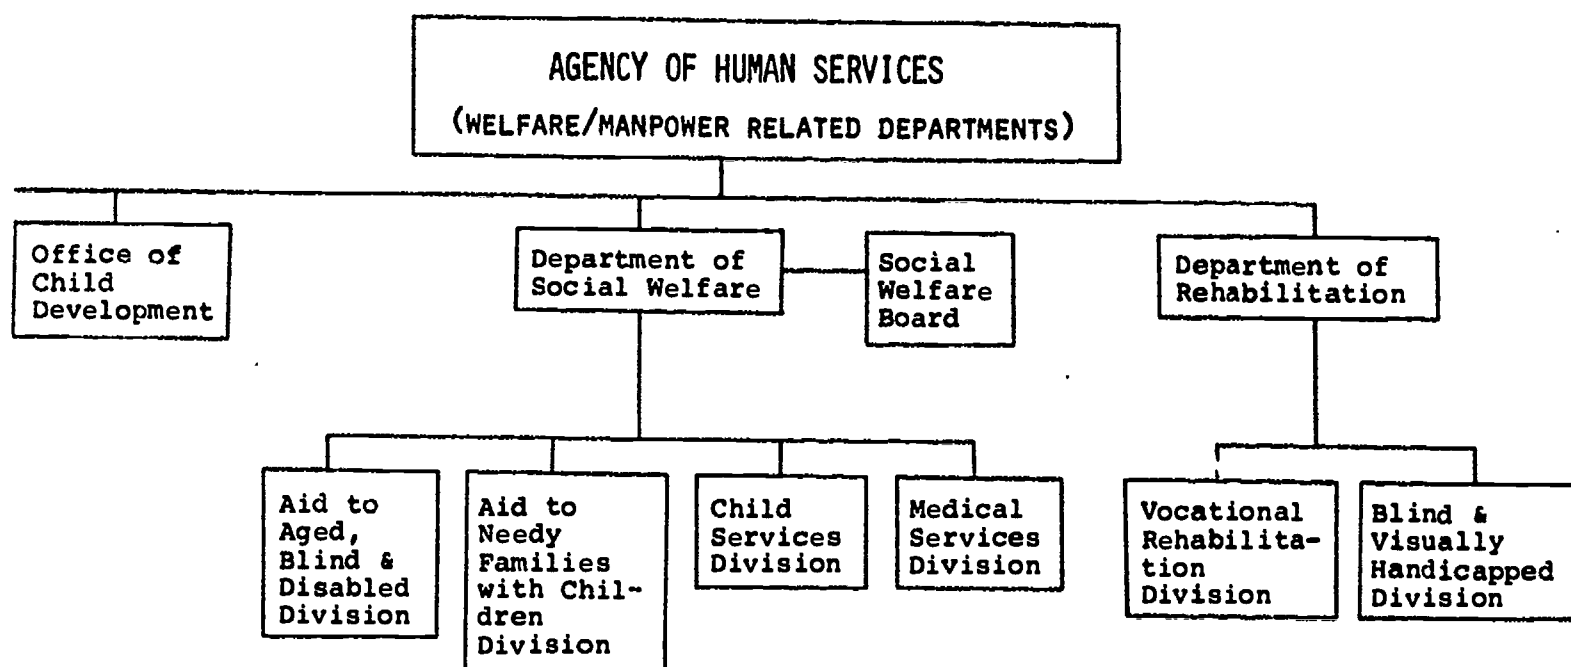 AGENCY OF HUMAN SERVICES
(WELFARE/MANPOWER RELATED DEPARTMENTS)
Office of
Child
Development
Department of
Social Welfare
Social
Welfare
Board
Department of
Rehabilitation
Aid to
Aged,
Blind &
Disabled
Division
Aid to
Needy
Families
with Chil-
dren
Division
Child
Services
Division
Medical
Services
Division
Vocational
Rehabilita-
tion
Division
Blind &
Visually
Handicapped
Division